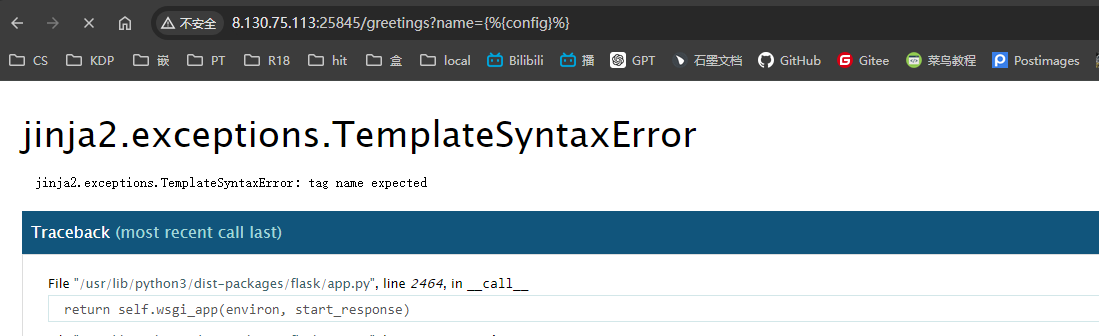 不安全 8.130.75.113:25845/greetings?name={%{config}%}
CS KDP 嵌 PT R18 hit 盒 local Bilibili 播 GPT 石墨文档 GitHub Gitee 菜鸟教程 Postimages
jinja2.exceptions.TemplateSyntaxError
jinja2.exceptions.TemplateSyntaxError: tag name expected
Traceback (most recent call last)
File "/usr/lib/python3/dist-packages/flask/app.py", line 2464, in __call__
return self.wsgi_app(environ, start_response)